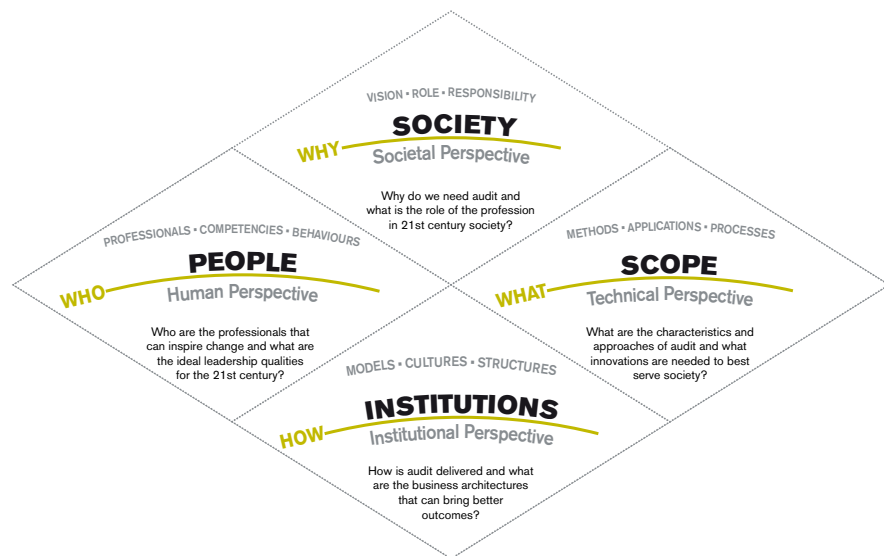 VISION • ROLE • RESPONSIBILITY
SOCIETY
WHY
Societal Perspective
Why do we need audit and
what is the role of the profession
in 21st century society?
PROFESSIONALS • COMPETENCIES • BEHAVIOURS
PEOPLE
WHO
Human Perspective
Who are the professionals that
can inspire change and what are
the ideal leadership qualities
for the 21st century?
METHODS • APPLICATIONS • PROCESSES
SCOPE
WHAT
Technical Perspective
What are the characteristics and
approaches of audit and what
innovations are needed to best
serve society?
MODELS • CULTURES • STRUCTURES
INSTITUTIONS
HOW
Institutional Perspective
How is audit delivered and what
are the business architectures
that can bring better
outcomes?